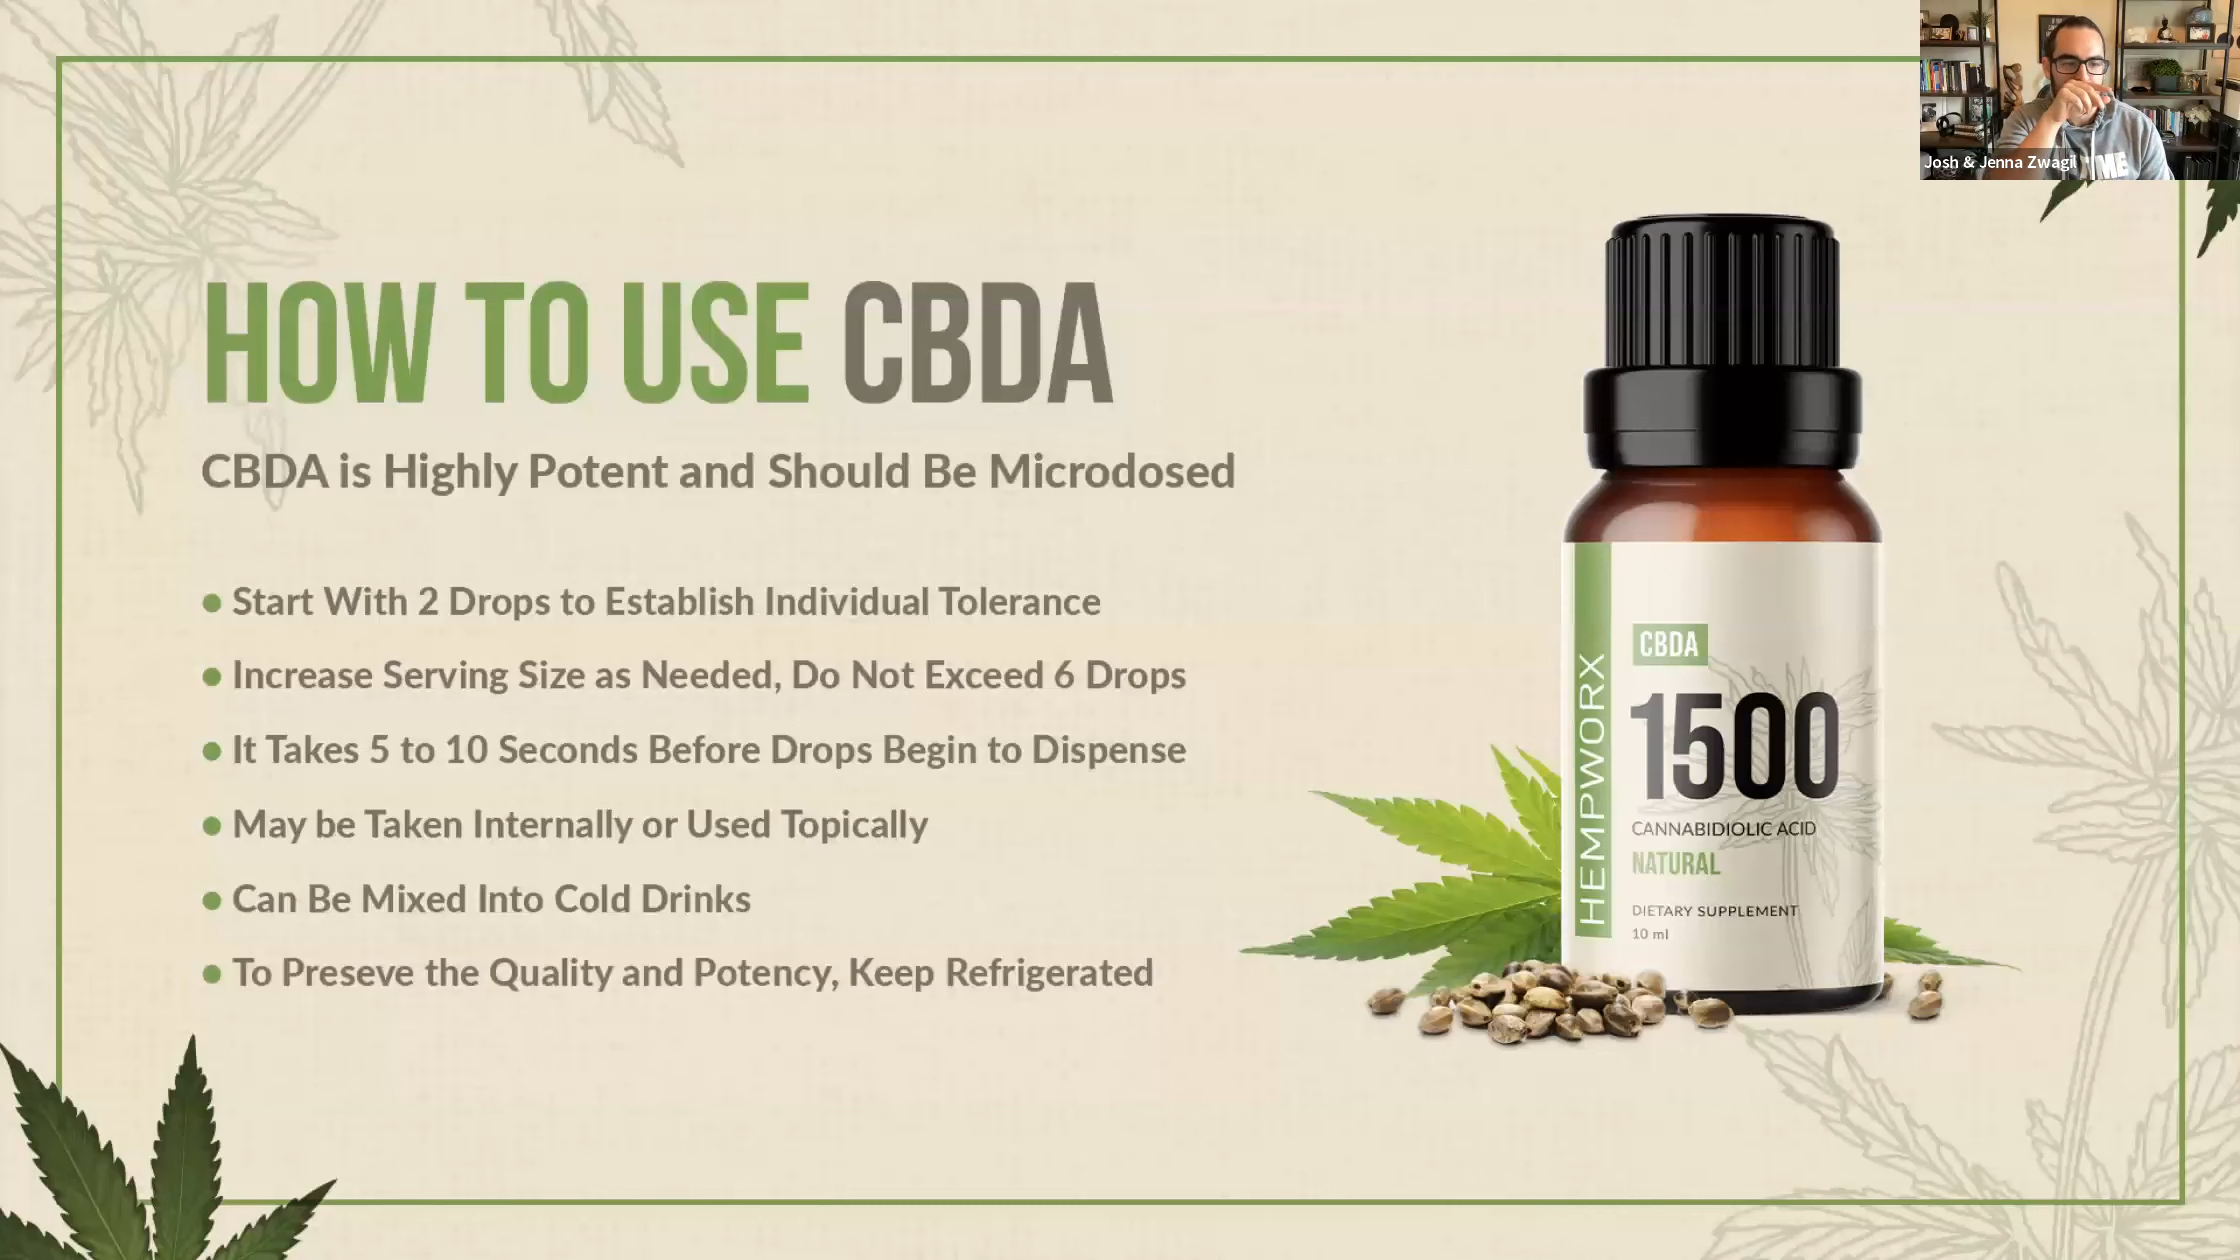 Josh & Jenna Zwagil
ME
HOW TO USE CBDA
CBDA is Highly Potent and Should Be Microdosed
• Start With 2 Drops to Establish Individual Tolerance
• Increase Serving Size as Needed, Do Not Exceed 6 Drops
• It Takes 5 to 10 Seconds Before Drops Begin to Dispense
• May be Taken Internally or Used Topically
• Can Be Mixed Into Cold Drinks
• To Preseve the Quality and Potency, Keep Refrigerated
HEMPWORX
CBDA
1500
CANNABIDIOLIC ACID
NATURAL
DIETARY SUPPLEMENT
10 ml